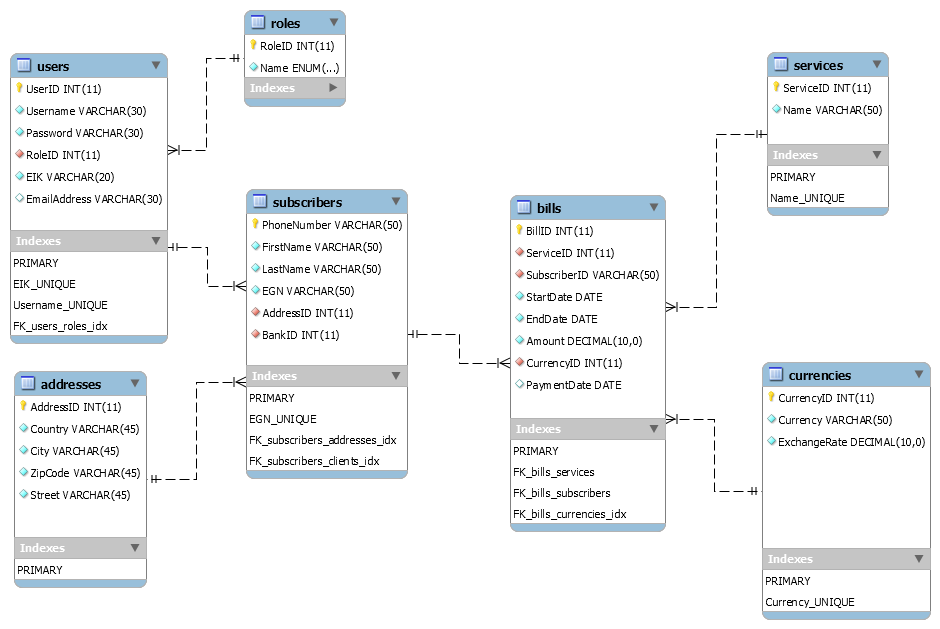 roles
RoleID INT(11)
Name ENUM(...)
Indexes
users
UserID INT(11)
Username VARCHAR(30)
Password VARCHAR(30)
RoleID INT(11)
EIK VARCHAR(20)
EmailAddress VARCHAR(30)
Indexes
PRIMARY
EIK_UNIQUE
Username_UNIQUE
FK_users_roles_idx
addresses
AddressID INT(11)
Country VARCHAR(45)
City VARCHAR(45)
ZipCode VARCHAR(45)
Street VARCHAR(45)
Indexes
PRIMARY
subscribers
PhoneNumber VARCHAR(50)
FirstName VARCHAR(50)
LastName VARCHAR(50)
EGN VARCHAR(50)
AddressID INT(11)
BankID INT(11)
Indexes
PRIMARY
EGN_UNIQUE
FK_subscribers_addresses_idx
FK_subscribers_clients_idx
bills
BillID INT(11)
ServiceID INT(11)
SubscriberID VARCHAR(50)
StartDate DATE
EndDate DATE
Amount DECIMAL(10,0)
CurrencyID INT(11)
PaymentDate DATE
Indexes
PRIMARY
FK_bills_services
FK_bills_subscribers
FK_bills_currencies_idx
services
ServiceID INT(11)
Name VARCHAR(50)
Indexes
PRIMARY
Name_UNIQUE
currencies
CurrencyID INT(11)
Currency VARCHAR(50)
ExchangeRate DECIMAL(10,0)
Indexes
PRIMARY
Currency_UNIQUE